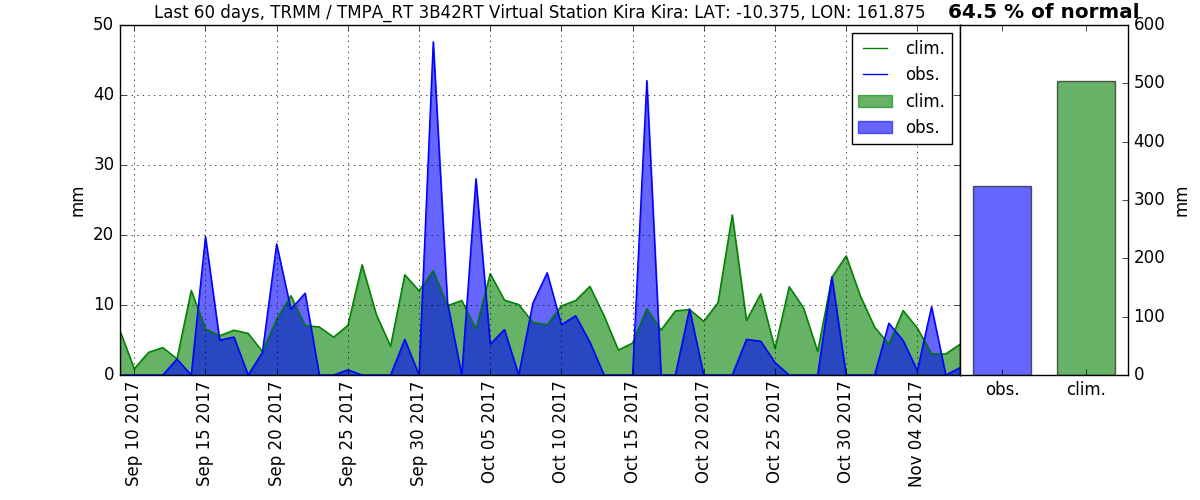 Last 60 days, TRMM / TMPA_RT 3B42RT Virtual Station Kira Kira: LAT: -10.375, LON: 161.875
64.5 % of normal
50
40
30
20
10
0
mm
clim.
obs.
clim.
obs.
Sep 10 2017
Sep 15 2017
Sep 20 2017
Sep 25 2017
Sep 30 2017
Oct 05 2017
Oct 10 2017
Oct 15 2017
Oct 20 2017
Oct 25 2017
Oct 30 2017
Nov 04 2017
600
500
400
300
200
100
0
mm
obs.
clim.